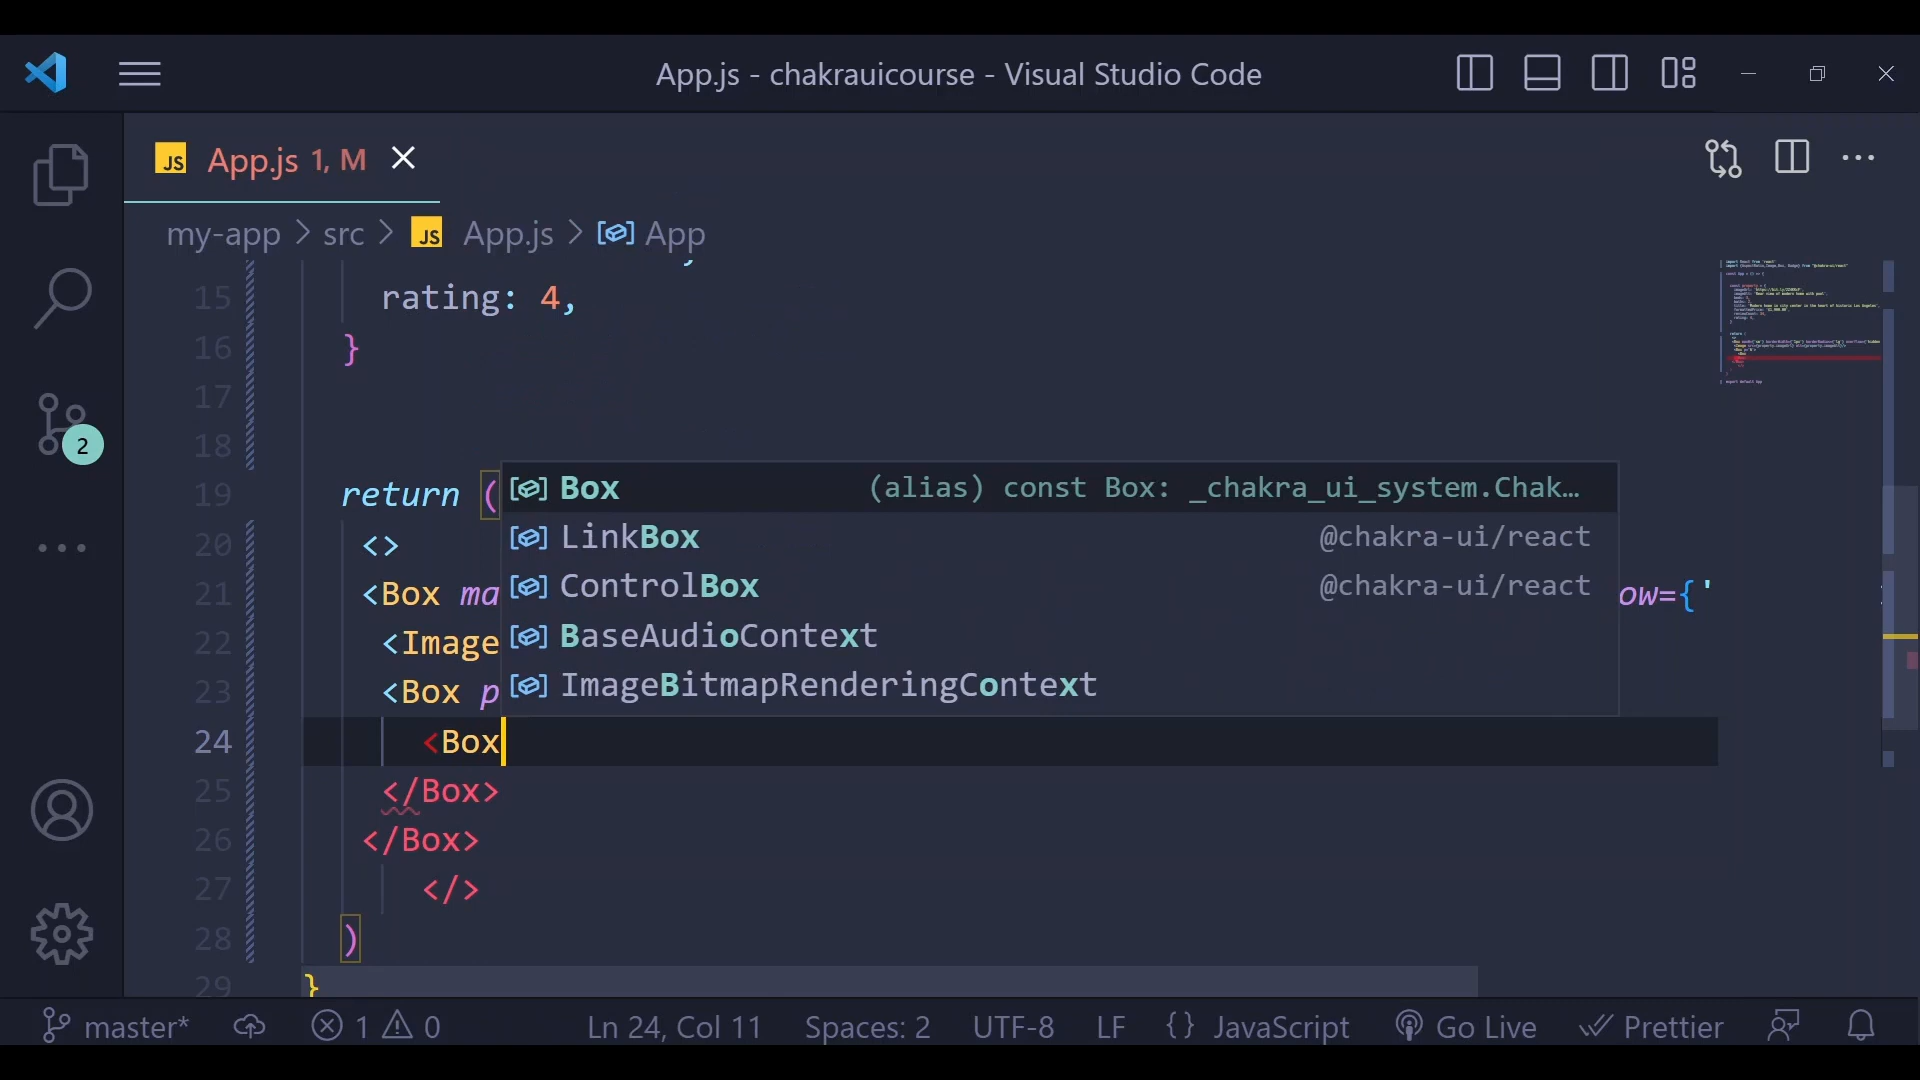 App.js - chakrauicourse - Visual Studio Code
JS App.js 1, M
my-app > src > JS App.js > App
15 rating: 4,
16 }
17
18
19 return (
Box (alias) const Box: _chakra_ui_system.Chak…
20 <>
LinkBox @chakra-ui/react
ControlBox @chakra-ui/react
21 <Box ma ow={'
BaseAudioContext
22 <Image
ImageBitmapRenderingContext
23 <Box p
24 <Box
25 </Box>
26 </Box>
27 </>
28 )
29 }
2
master* 1 0 Ln 24, Col 11 Spaces: 2 UTF-8 LF {} JavaScript Go Live Prettier